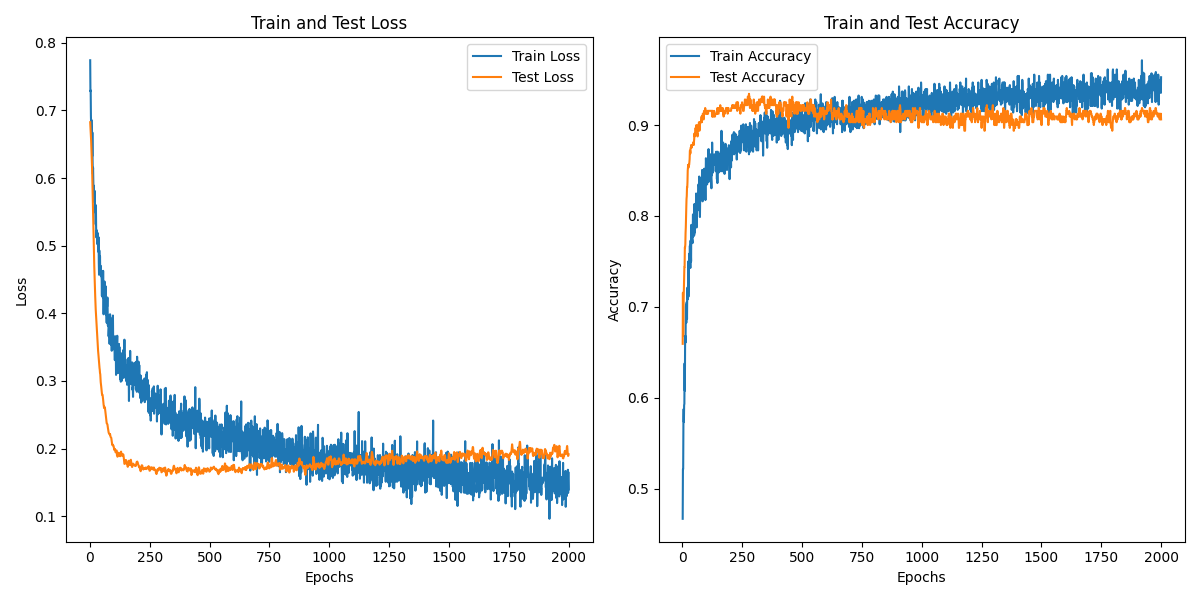 Train and Test Loss
0.8
0.7
0.6
0.5
0.4
0.3
0.2
0.1
Loss
Train Loss
Test Loss
0 250 500 750 1000 1250 1500 1750 2000
Epochs
Train and Test Accuracy
0.9
0.8
0.7
0.6
0.5
Accuracy
Train Accuracy
Test Accuracy
0 250 500 750 1000 1250 1500 1750 2000
Epochs